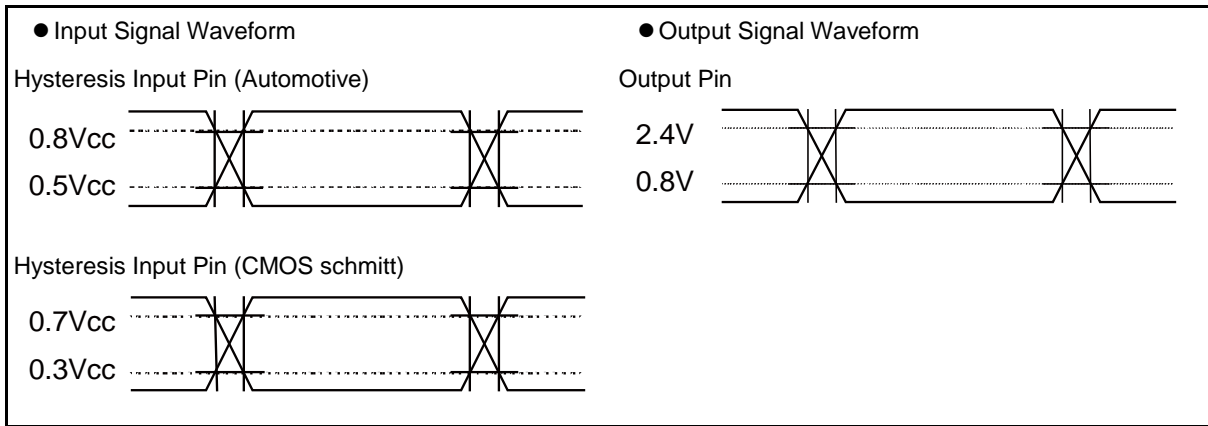 ● Input Signal Waveform
Hysteresis Input Pin (Automotive)
0.8Vcc
0.5Vcc
Hysteresis Input Pin (CMOS schmitt)
0.7Vcc
0.3Vcc
● Output Signal Waveform
Output Pin
2.4V
0.8V